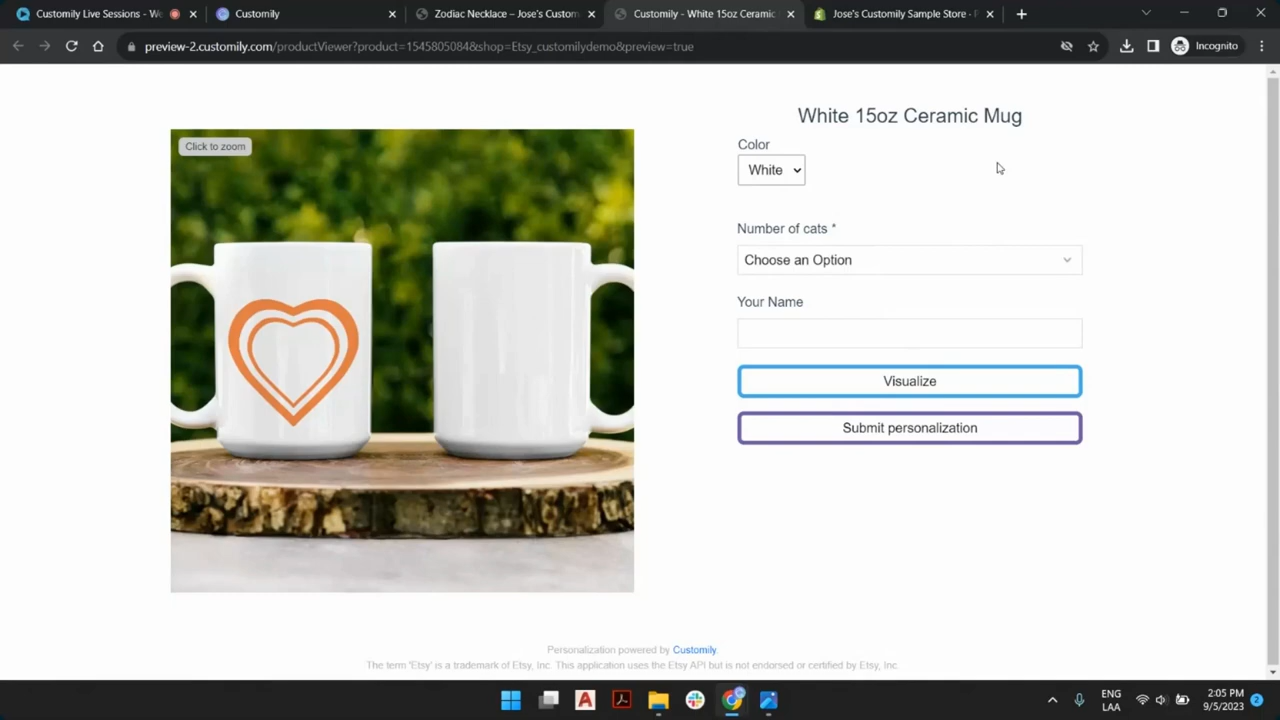 Customily Live Sessions - We
Customily
Zodiac Necklace – Jose's Custom
Customily - White 15oz Ceramic
Jose's Customily Sample Store - P
preview-2.customily.com/productViewer?product=1545805084&shop=Etsy_customilydemo&preview=true
Incognito
White 15oz Ceramic Mug
Click to zoom
Color
White
Number of cats *
Choose an Option
Your Name
Visualize
Submit personalization
Personalization powered by Customily.
The term 'Etsy' is a trademark of Etsy, Inc. This application uses the Etsy API but is not endorsed or certified by Etsy, Inc.
ENG
LAA
2:05 PM
9/5/2023
2